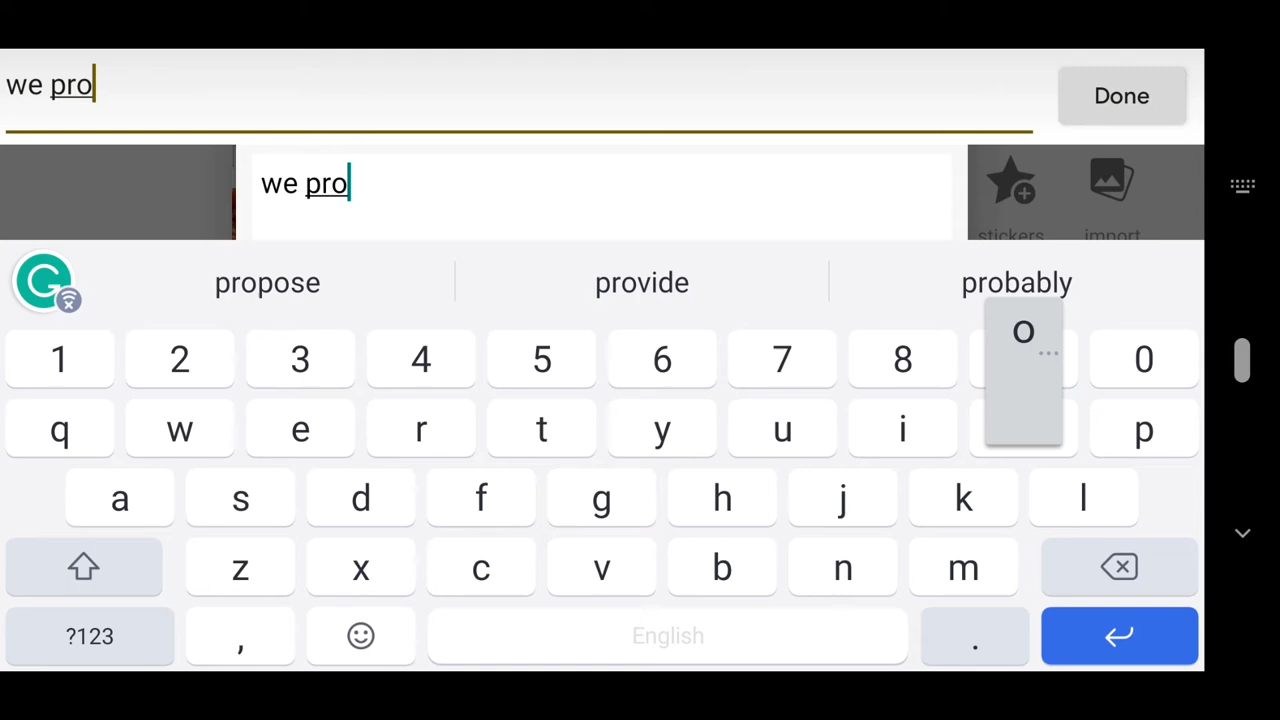 we pro
Done
we pro
stickers import
propose provide probably
o
1 2 3 4 5 6 7 8 0
q w e r t y u i p
a s d f g h j k l
z x c v b n m
?123 , English .